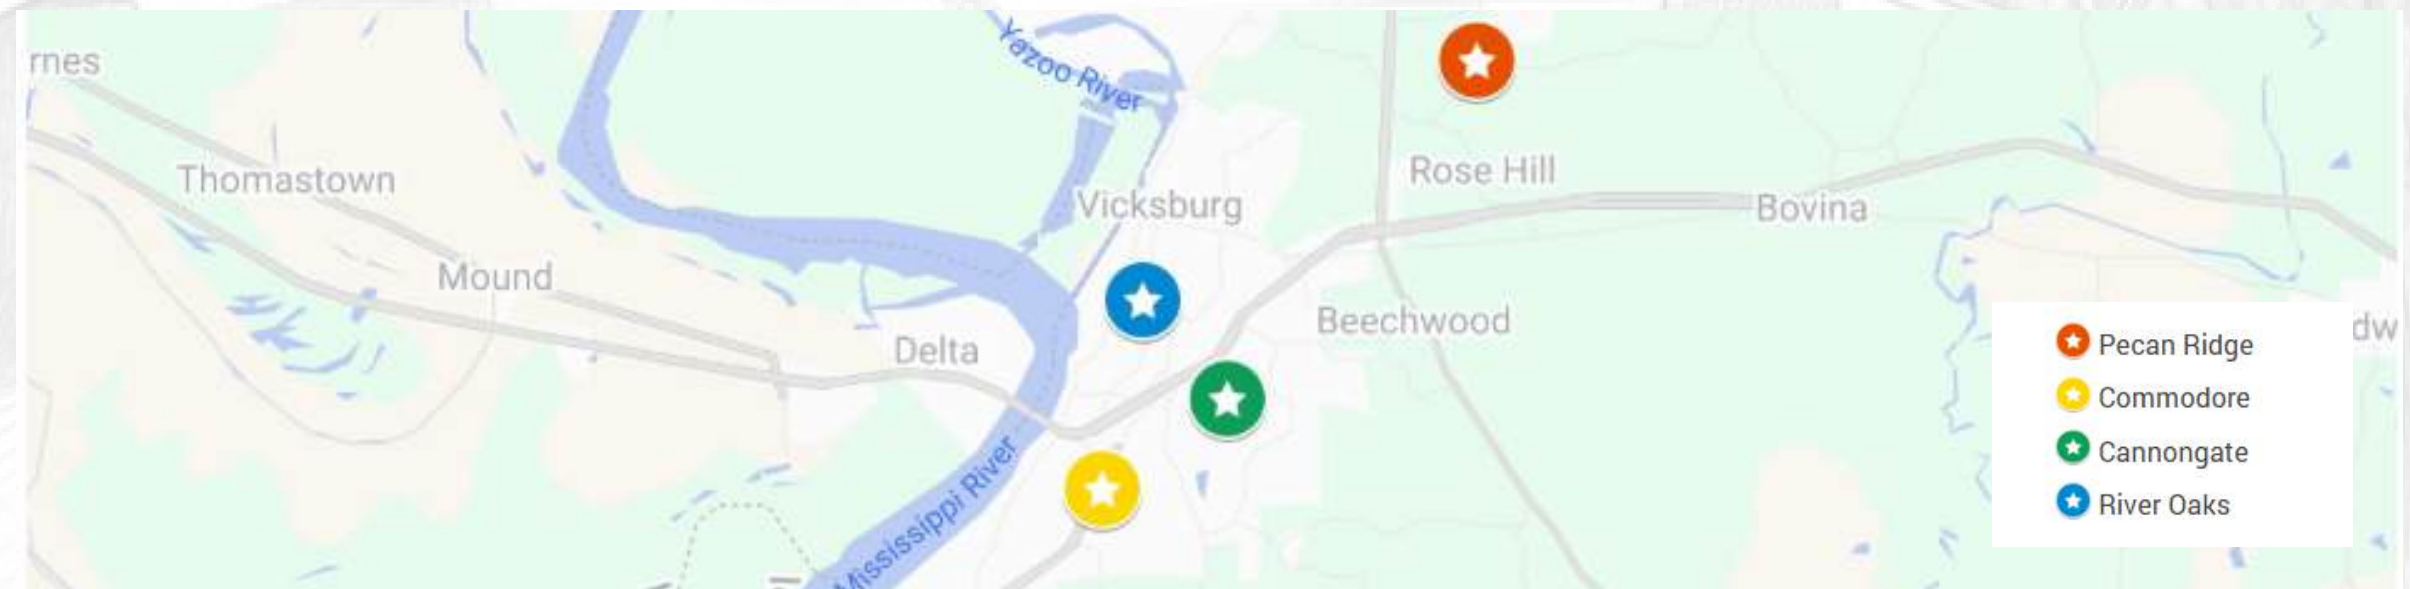 rnes
Yazoo River
Thomastown
Vicksburg
Rose Hill
Bovina
Mound
Beechwood
Delta
dw
Mississippi River
Pecan Ridge
Commodore
Cannongate
River Oaks